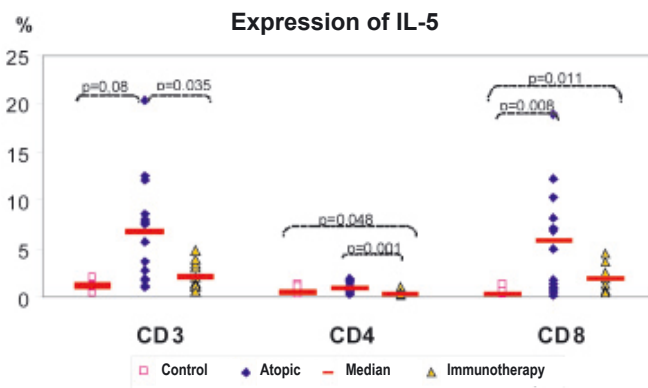 % Expression of IL-5
25
p=0.011
p=0.08 p=0.035
20
p=0.008
15
10
p=0.048
p=0.001
5
0
CD3 CD4 CD8
Control Atopic Median Immunotherapy